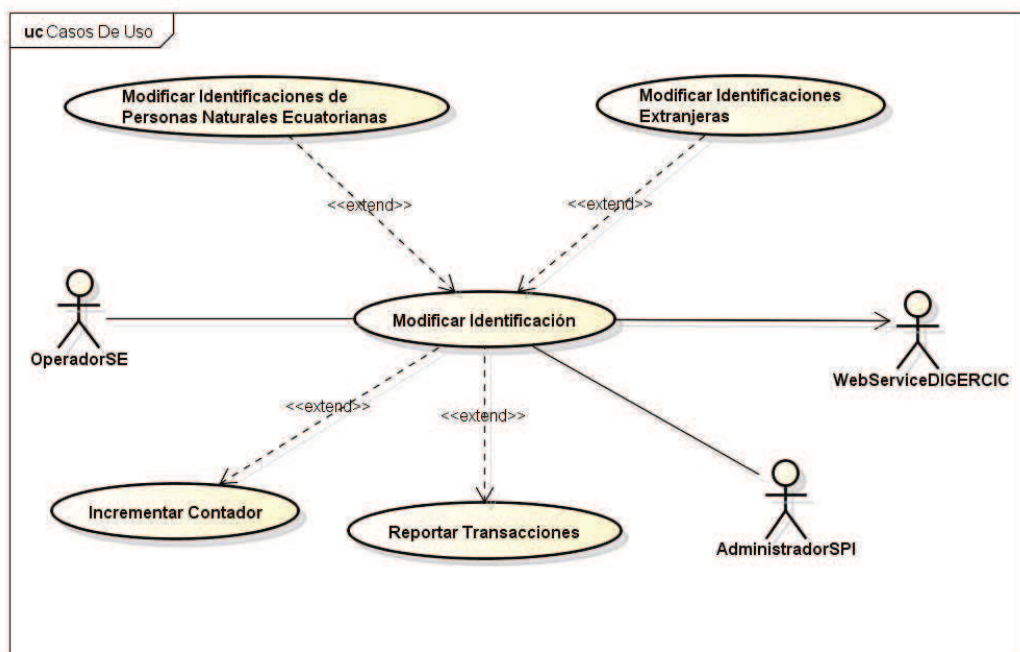 uc Casos De Uso
Modificar Identificaciones de
Personas Naturales Ecuatorianas
Modificar Identificaciones
Extranjeras
<<extend>>
<<extend>>
OperadorSE
Modificar Identificación
WebServiceDIGERCIC
<<extend>>
<<extend>>
Incrementar Contador
Reportar Transacciones
AdministradorSPI